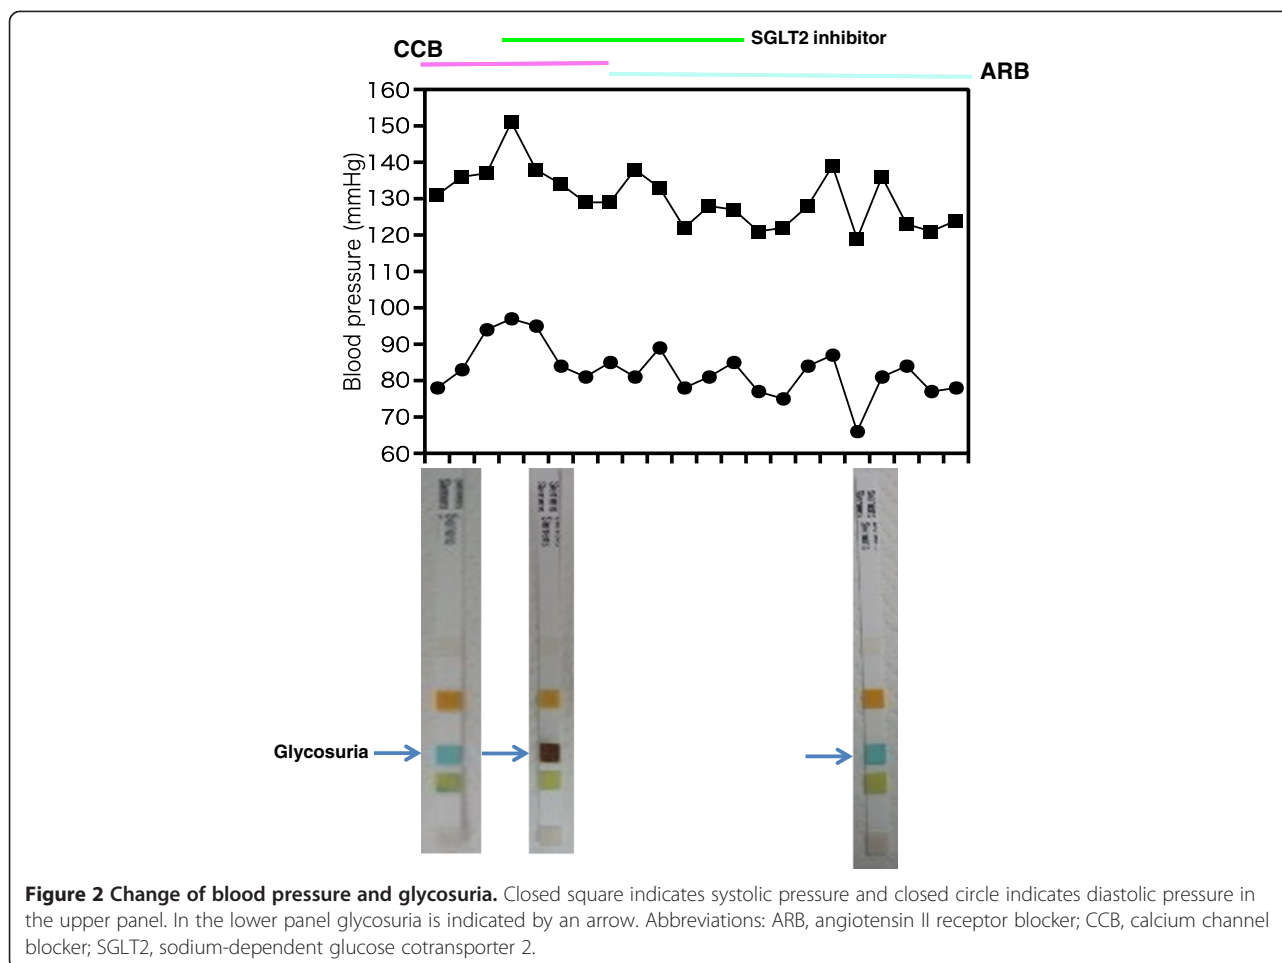 SGLT2 inhibitor
CCB
ARB
160
150
140
130
120
110
100
90
80
70
60
Blood pressure (mmHg)
Glycosuria
Figure 2 Change of blood pressure and glycosuria. Closed square indicates systolic pressure and closed circle indicates diastolic pressure in
the upper panel. In the lower panel glycosuria is indicated by an arrow. Abbreviations: ARB, angiotensin II receptor blocker; CCB, calcium channel
blocker; SGLT2, sodium-dependent glucose cotransporter 2.